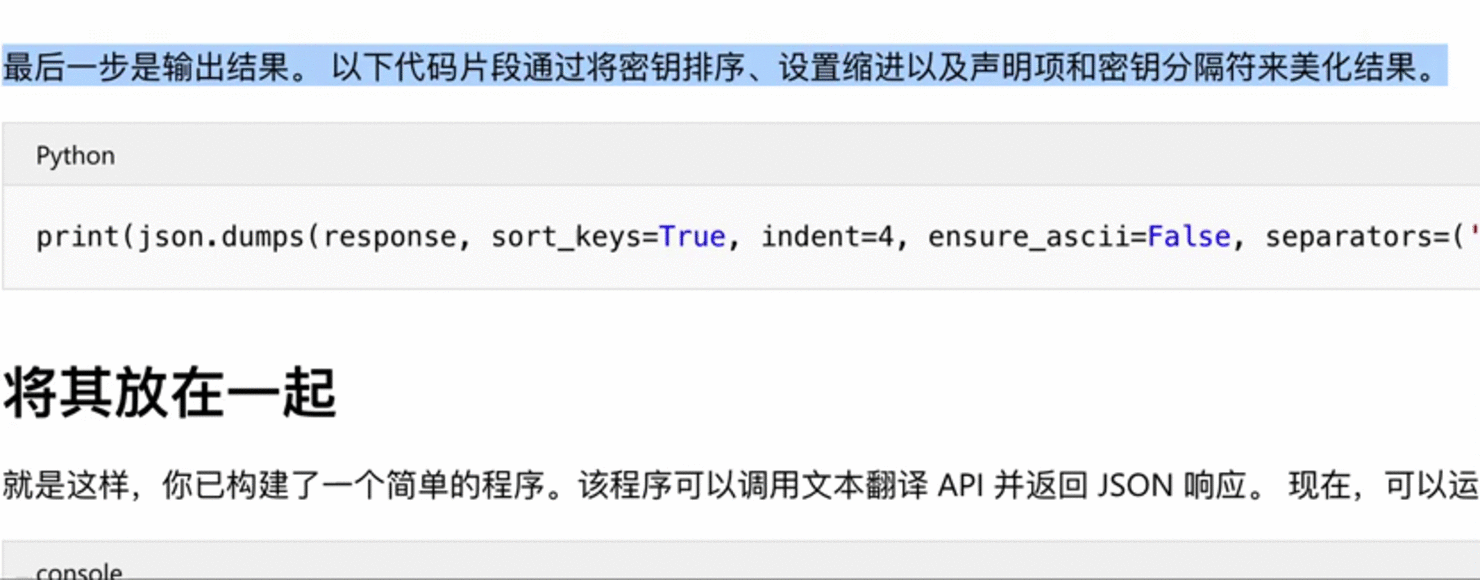 最后一步是输出结果。 以下代码片段通过将密钥排序、设置缩进以及声明项和密钥分隔符来美化结果。
Python
print(json.dumps(response, sort_keys=True, indent=4, ensure_ascii=False, separators=('
将其放在一起
就是这样，你已构建了一个简单的程序。该程序可以调用文本翻译 API 并返回 JSON 响应。 现在，可以运
console